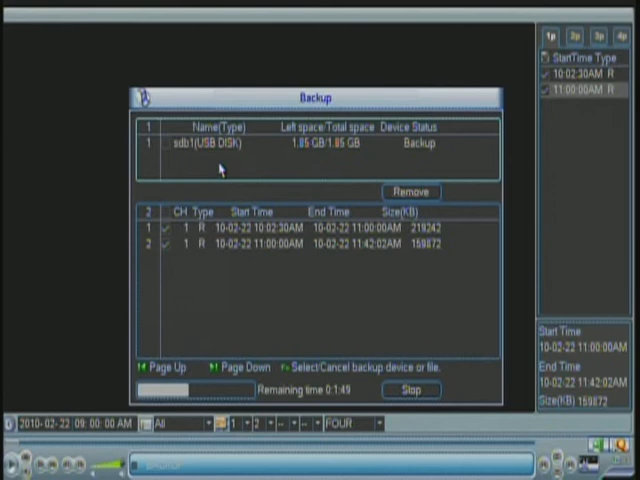 1p 2p 3p 4p
StartTime Type
10:02:30AM R
11:00:00AM R
Backup
1 Name(Type) Left space/Total space Device Status
1 sdb1(USB DISK) 1.85 GB/1.85 GB Backup
Remove
2 CH Type Start Time End Time Size(KB)
1 1 R 10-02-22 10:02:30AM 10-02-22 11:00:00AM 219242
2 1 R 10-02-22 11:00:00AM 10-02-22 11:42:02AM 159872
Page Up Page Down Select/Cancel backup device or file.
Remaining time 0:1:49 Stop
Start Time
10-02-22 11:00:00AM
End Time
10-02-22 11:42:02AM
Size(KB) 159872
2010-02-22 09:00:00 AM All 1 2 -- -- FOUR